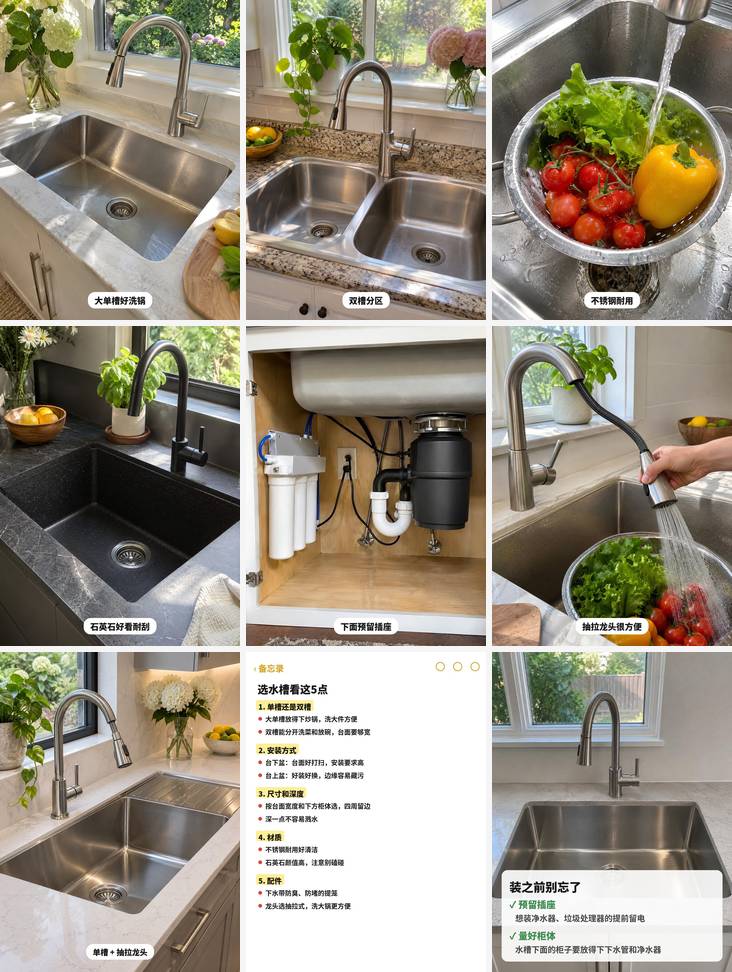 大单槽好洗锅
双槽分区
不锈钢耐用
石英石好看耐刮
下面预留插座
抽拉龙头很方便
单槽 + 抽拉龙头
‹ 备忘录
选水槽看这5点
1. 单槽还是双槽
大单槽放得下炒锅，洗大件方便
双槽能分开洗菜和放碗，台面要够宽
2. 安装方式
台下盆：台面好打扫，安装要求高
台上盆：好装好换，边缘容易藏污
3. 尺寸和深度
按台面宽度和下方柜体选，四周留边
深一点不容易溅水
4. 材质
不锈钢耐用好清洁
石英石颜值高，注意别磕碰
5. 配件
下水带防臭、防堵的提笼
龙头选抽拉式，洗大锅更方便
装之前别忘了
✓ 预留插座
想装净水器、垃圾处理器的提前留电
✓ 量好柜体
水槽下面的柜子要放得下下水管和净水器